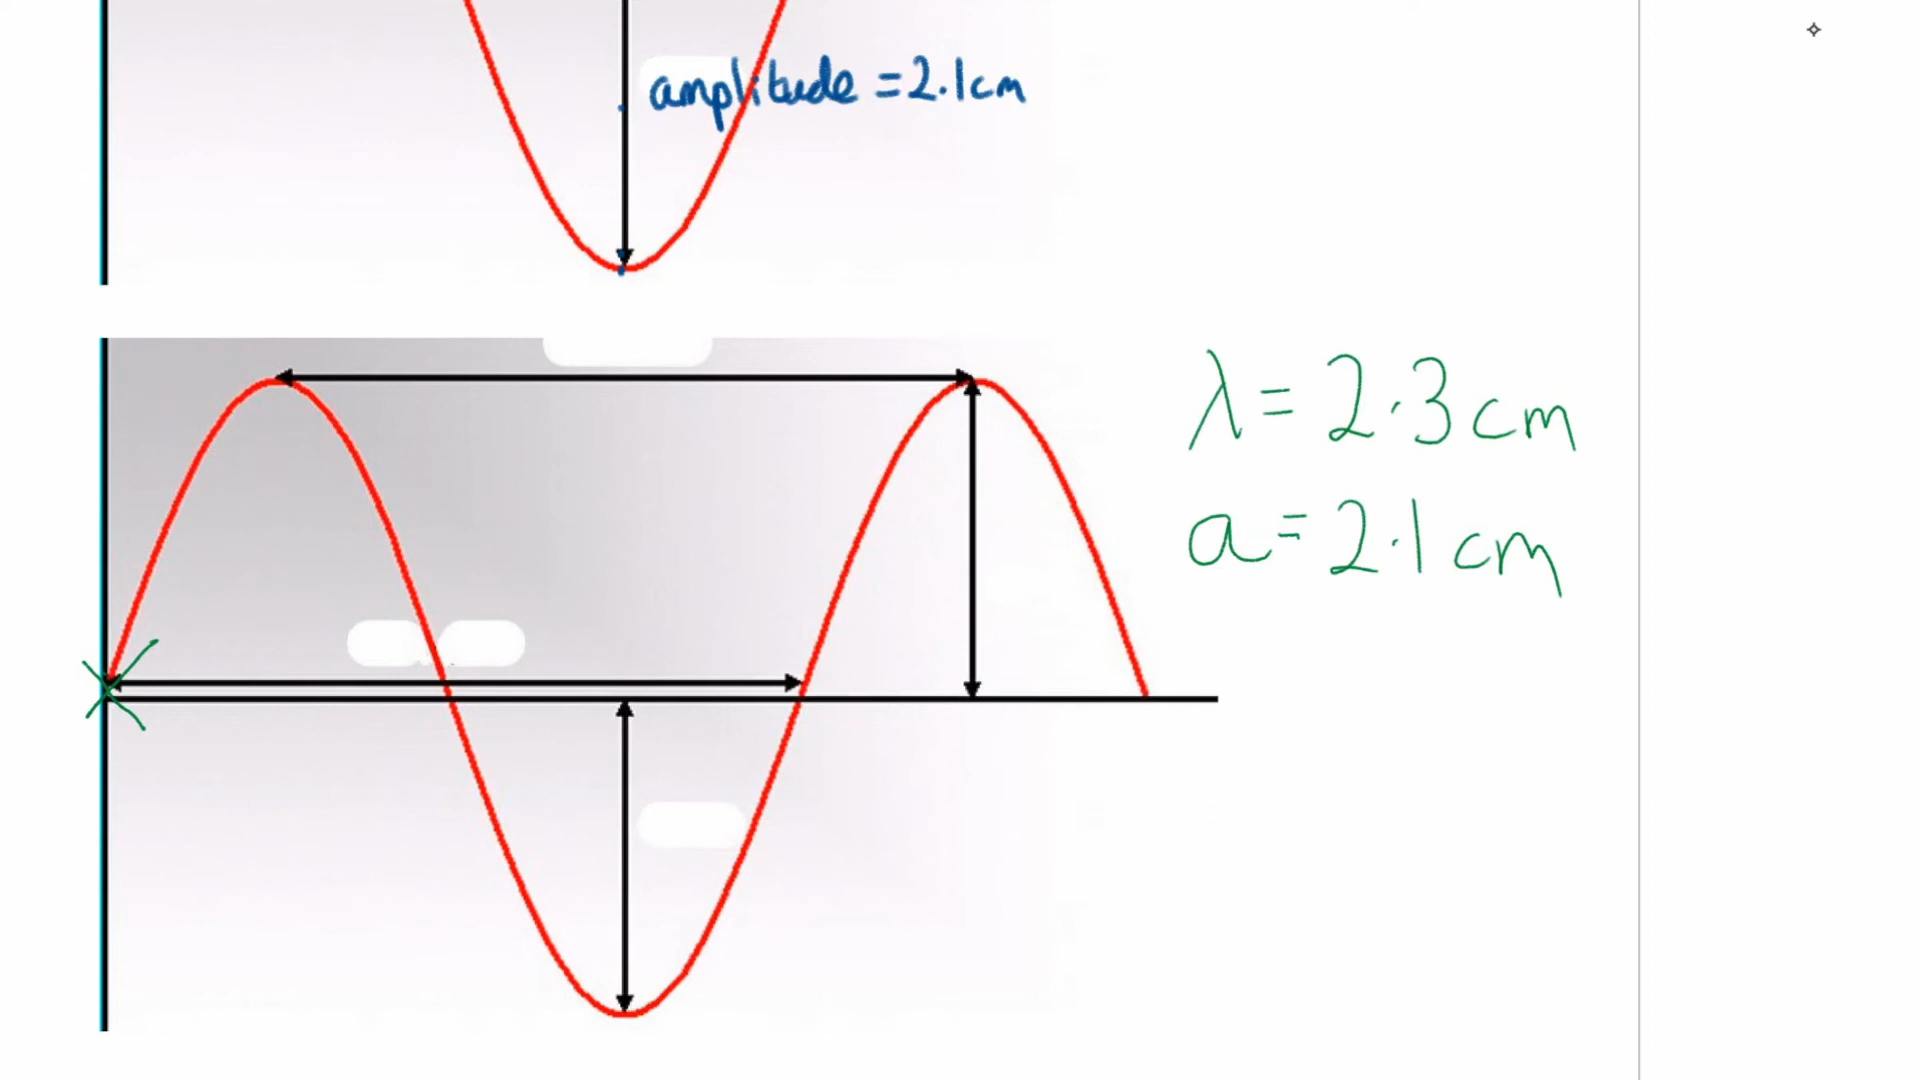 amplitude = 2.1cm
λ = 2.3 cm
a = 2.1 cm